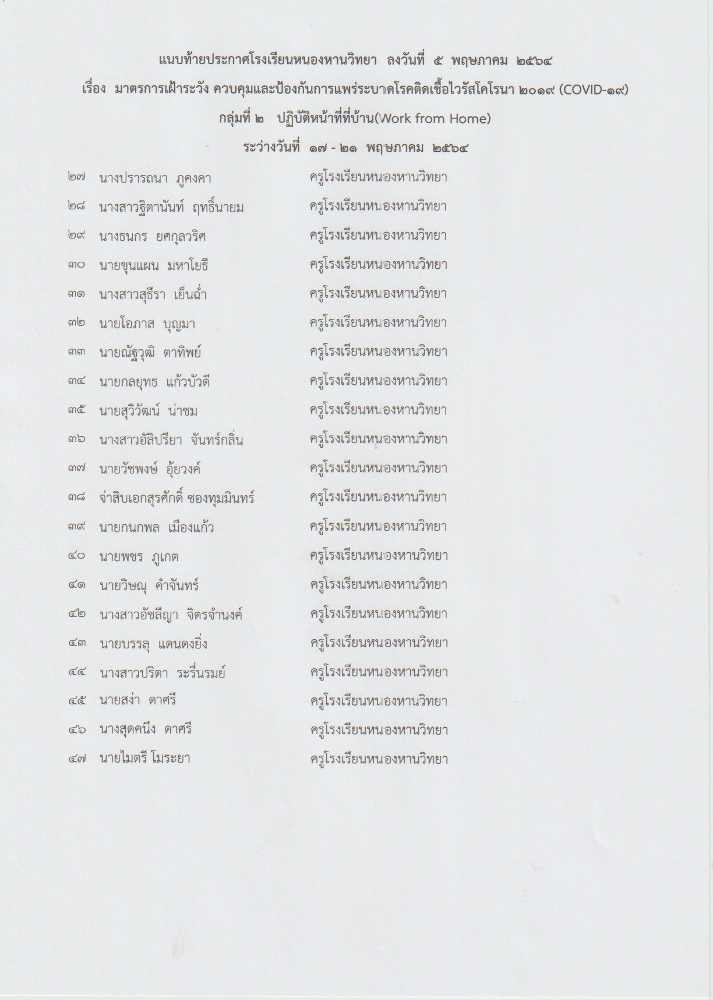 แนบท้ายประกาศโรงเรียนหนองหานวิทยา ลงวันที่ ๕ พฤษภาคม ๒๕๖๔
เรื่อง มาตรการเฝ้าระวัง ควบคุมและป้องกันการแพร่ระบาดโรคติดเชื้อไวรัสโคโรนา ๒๐๑๙ (COVID-๑๙)
กลุ่มที่ ๒ ปฏิบัติหน้าที่ที่บ้าน(Work from Home)
ระว่างวันที่ ๑๗ - ๒๑ พฤษภาคม ๒๕๖๔
๒๗ นางปรารถนา ภูคงคา ครูโรงเรียนหนองหานวิทยา
๒๘ นางสาวฐิตานันท์ ฤทธิ์นายม ครูโรงเรียนหนองหานวิทยา
๒๙ นางธนกร ยศกุลวริศ ครูโรงเรียนหนองหานวิทยา
๓๐ นายขุนแผน มหาโยธี ครูโรงเรียนหนองหานวิทยา
๓๑ นางสาวสุธีรา เย็นฉ่ำ ครูโรงเรียนหนองหานวิทยา
๓๒ นายโอภาส บุญมา ครูโรงเรียนหนองหานวิทยา
๓๓ นายณัฐวุฒิ ตาทิพย์ ครูโรงเรียนหนองหานวิทยา
๓๔ นายกลยุทธ แก้วบัวดี ครูโรงเรียนหนองหานวิทยา
๓๕ นายสุวิวัฒน์ น่าชม ครูโรงเรียนหนองหานวิทยา
๓๖ นางสาวอัลิปรียา จันทร์กลิ่น ครูโรงเรียนหนองหานวิทยา
๓๗ นายวัชพงษ์ อุ้ยวงค์ ครูโรงเรียนหนองหานวิทยา
๓๘ จ่าสิบเอกสุรศักดิ์ ซองทุมมินทร์ ครูโรงเรียนหนองหานวิทยา
๓๙ นายกนกพล เมืองแก้ว ครูโรงเรียนหนองหานวิทยา
๔๐ นายพชร ภูเกต ครูโรงเรียนหนองหานวิทยา
๔๑ นายวิษณุ คำจันทร์ ครูโรงเรียนหนองหานวิทยา
๔๒ นางสาวอัชลีญา จิตรจำนงค์ ครูโรงเรียนหนองหานวิทยา
๔๓ นายบรรลุ แดนดงยิ่ง ครูโรงเรียนหนองหานวิทยา
๔๔ นางสาวปริตา ระรื่นรมย์ ครูโรงเรียนหนองหานวิทยา
๔๕ นายสง่า ดาศรี ครูโรงเรียนหนองหานวิทยา
๔๖ นางสุดคนึง ดาศรี ครูโรงเรียนหนองหานวิทยา
๔๗ นายไมตรี โมระยา ครูโรงเรียนหนองหานวิทยา